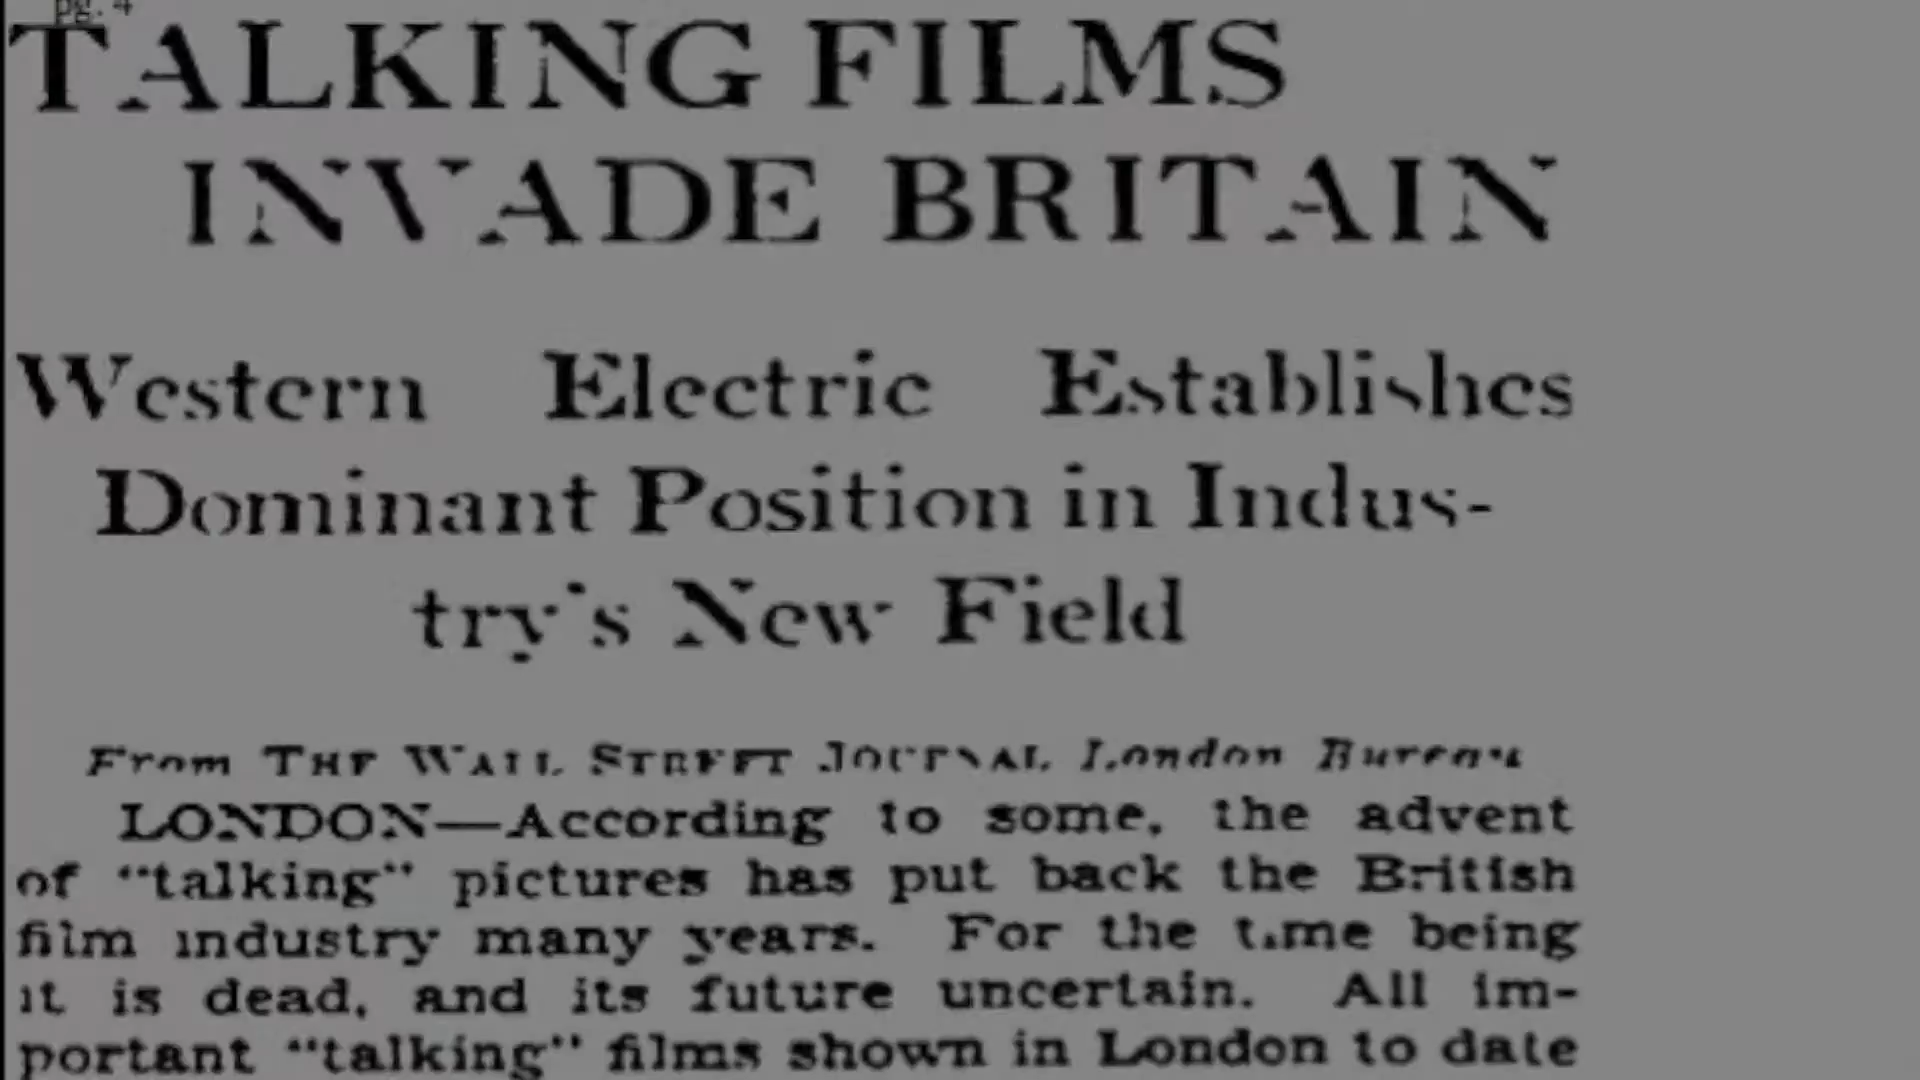 pg. 4
TALKING FILMS
INVADE BRITAIN
Western Electric Establishes
Dominant Position in Indus-
try's New Field
From THE WALL STREET JOURNAL London Bureau
LONDON—According to some, the advent
of "talking" pictures has put back the British
film industry many years. For the time being
it is dead, and its future uncertain. All im-
portant "talking" films shown in London to date